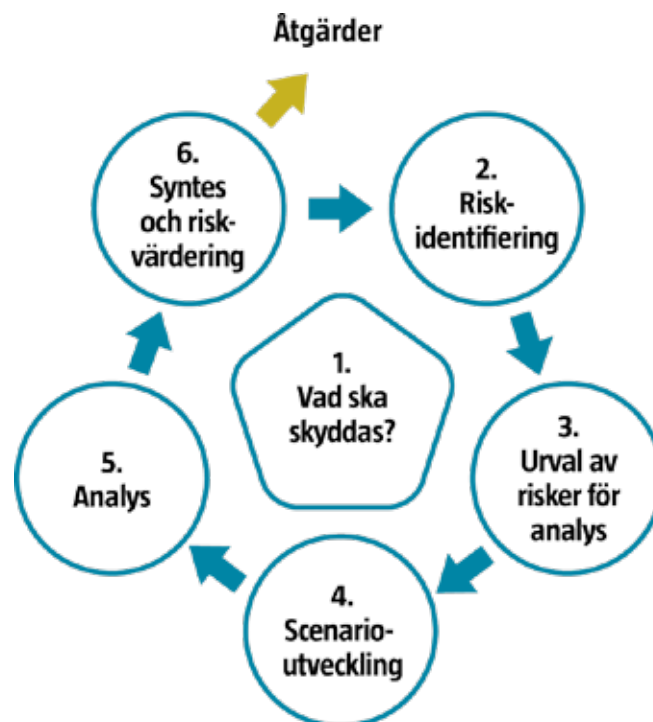 Åtgärder
6.
Syntes
och risk-
värdering
2.
Risk-
identifiering
1.
Vad ska
skyddas?
3.
Urval av
risker för
analys
5.
Analys
4.
Scenario-
utveckling